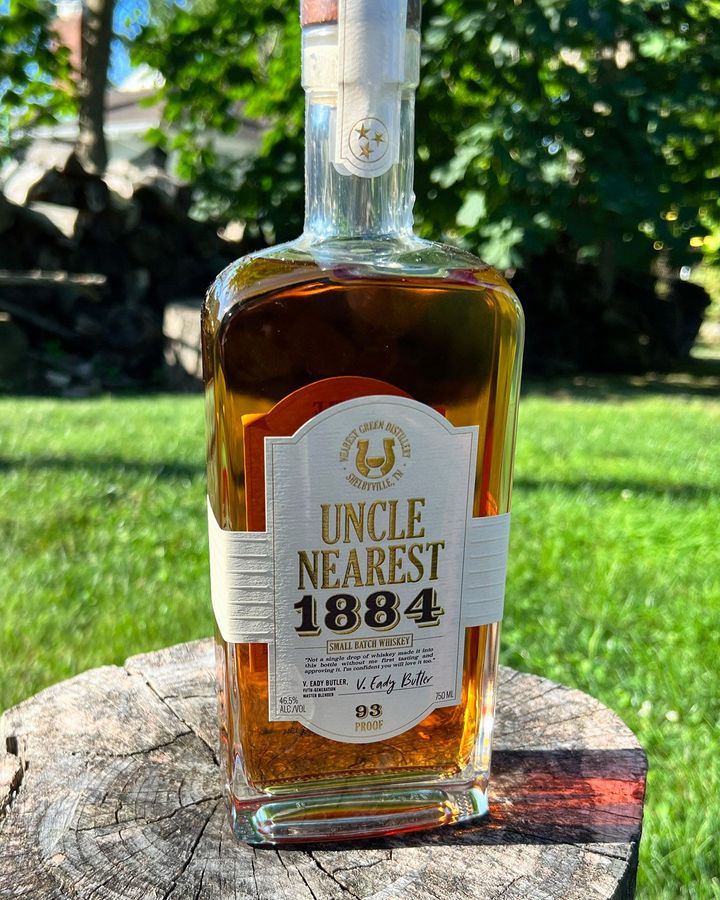 NEAREST GREEN DISTILLERY
SHELBYVILLE, TN
UNCLE
NEAREST
1884
SMALL BATCH WHISKEY
"Not a single drop of whiskey made it into
this bottle without me first tasting and
approving it. I'm confident you will love it too."
V. EADY BUTLER,
FIFTH-GENERATION
MASTER BLENDER
V. Eady Butler
46.5%
ALC/VOL
750 ML
93
PROOF